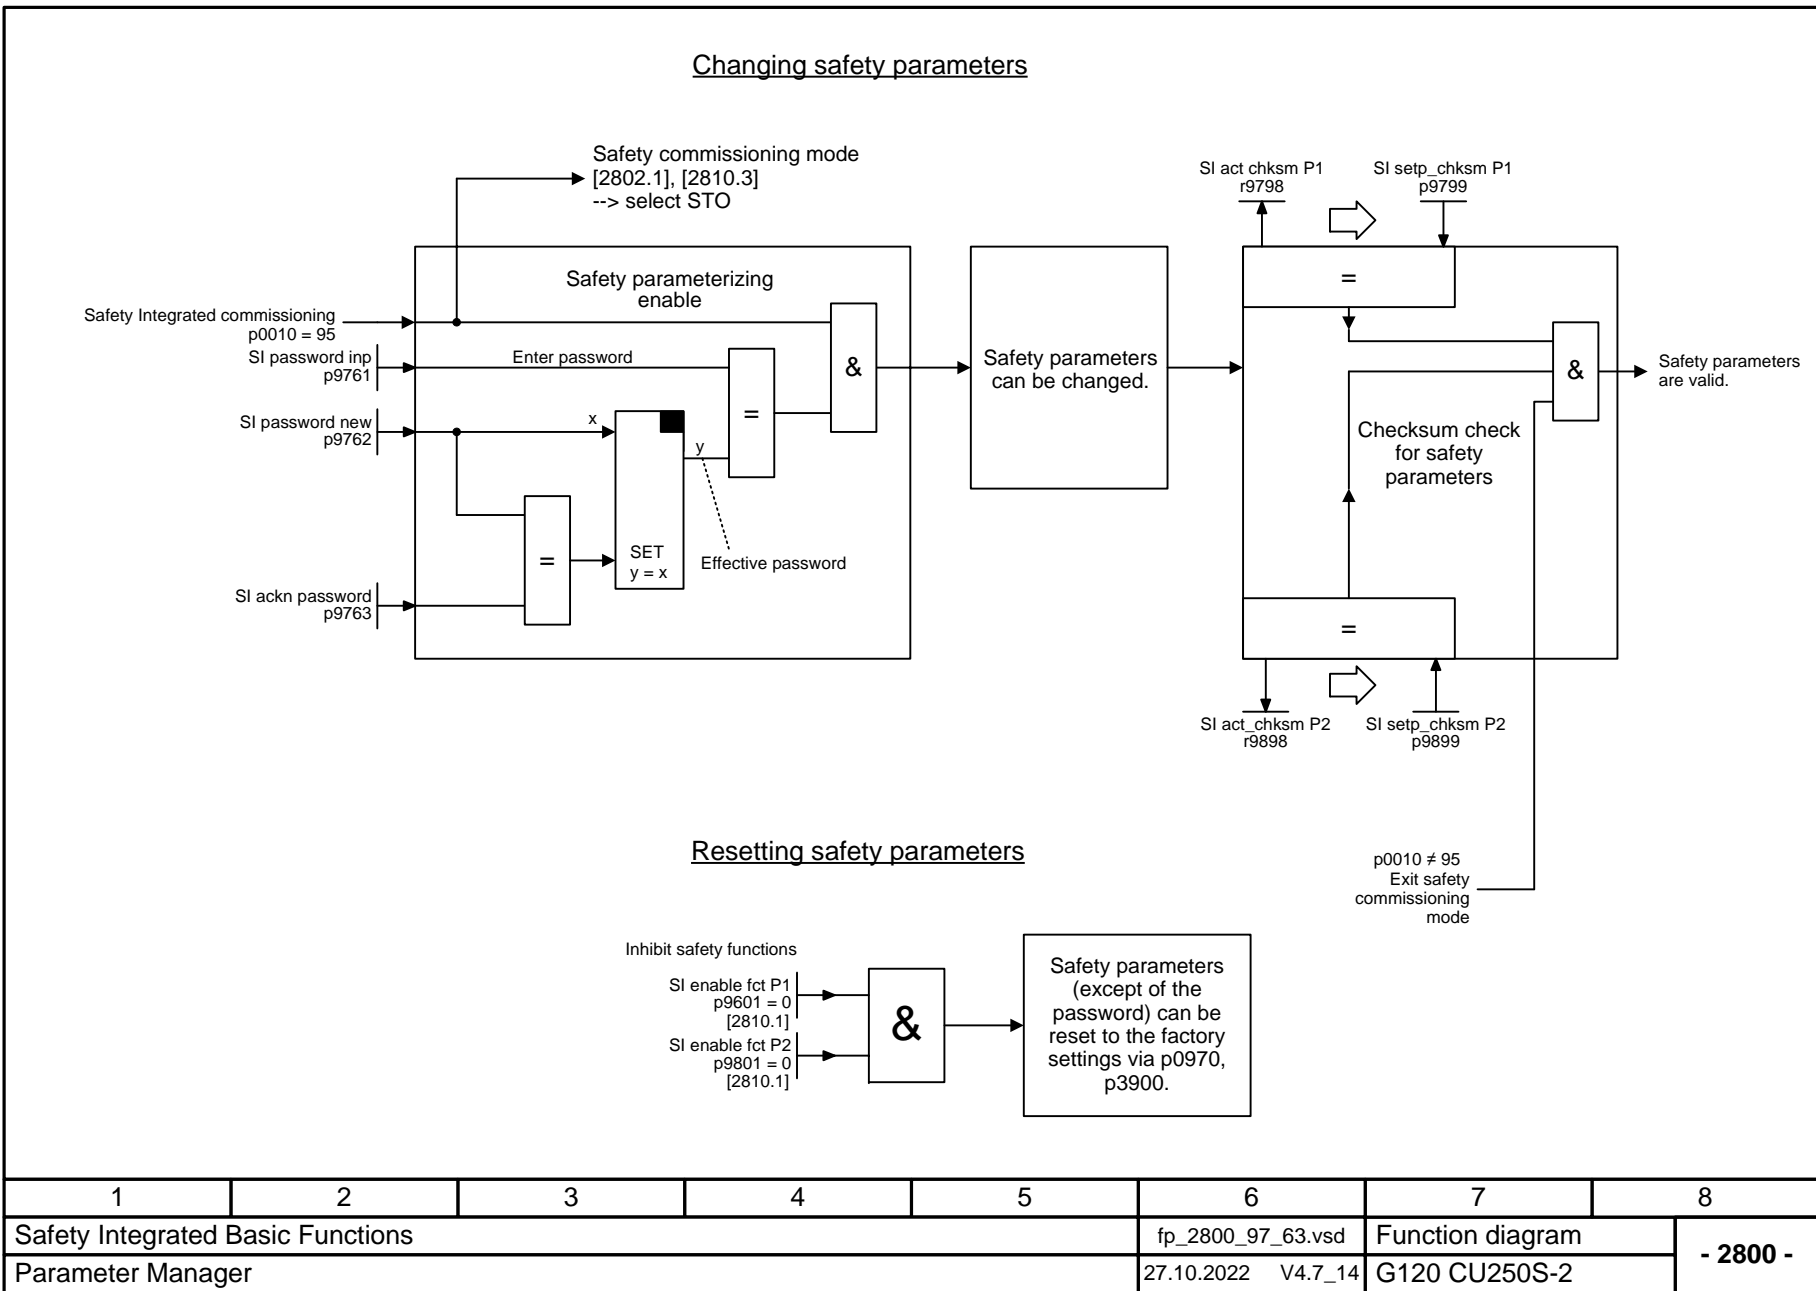 Changing safety parameters
Safety commissioning mode
[2802.1], [2810.3]
--> select STO
SI act chksm P1
r9798
SI setp_chksm P1
p9799
Safety parameterizing
enable
=
Safety Integrated commissioning
p0010 = 95
SI password inp
p9761
Enter password
&
Safety parameters
can be changed.
&
Safety parameters
are valid.
SI password new
p9762
x
=
y
Checksum check
for safety
parameters
=
SET
y = x
Effective password
SI ackn password
p9763
=
SI act_chksm P2
r9898
SI setp_chksm P2
p9899
Resetting safety parameters
p0010 ≠ 95
Exit safety
commissioning
mode
Inhibit safety functions
SI enable fct P1
p9601 = 0
[2810.1]
SI enable fct P2
p9801 = 0
[2810.1]
&
Safety parameters
(except of the
password) can be
reset to the factory
settings via p0970,
p3900.
1 2 3 4 5 6 7 8
Safety Integrated Basic Functions
fp_2800_97_63.vsd
Function diagram
- 2800 -
Parameter Manager
27.10.2022 V4.7_14
G120 CU250S-2